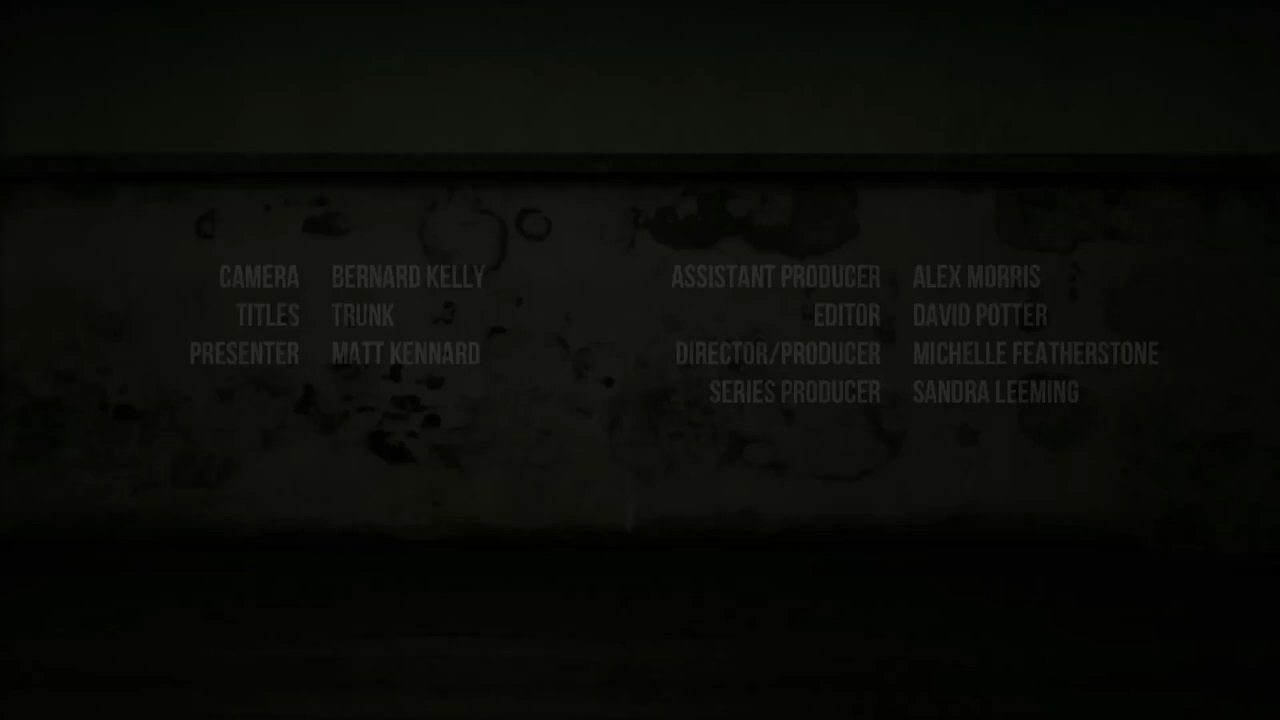 CAMERA BERNARD KELLY
TITLES TRUNK
PRESENTER MATT KENNARD
ASSISTANT PRODUCER ALEX MORRIS
EDITOR DAVID POTTER
DIRECTOR/PRODUCER MICHELLE FEATHERSTONE
SERIES PRODUCER SANDRA LEEMING